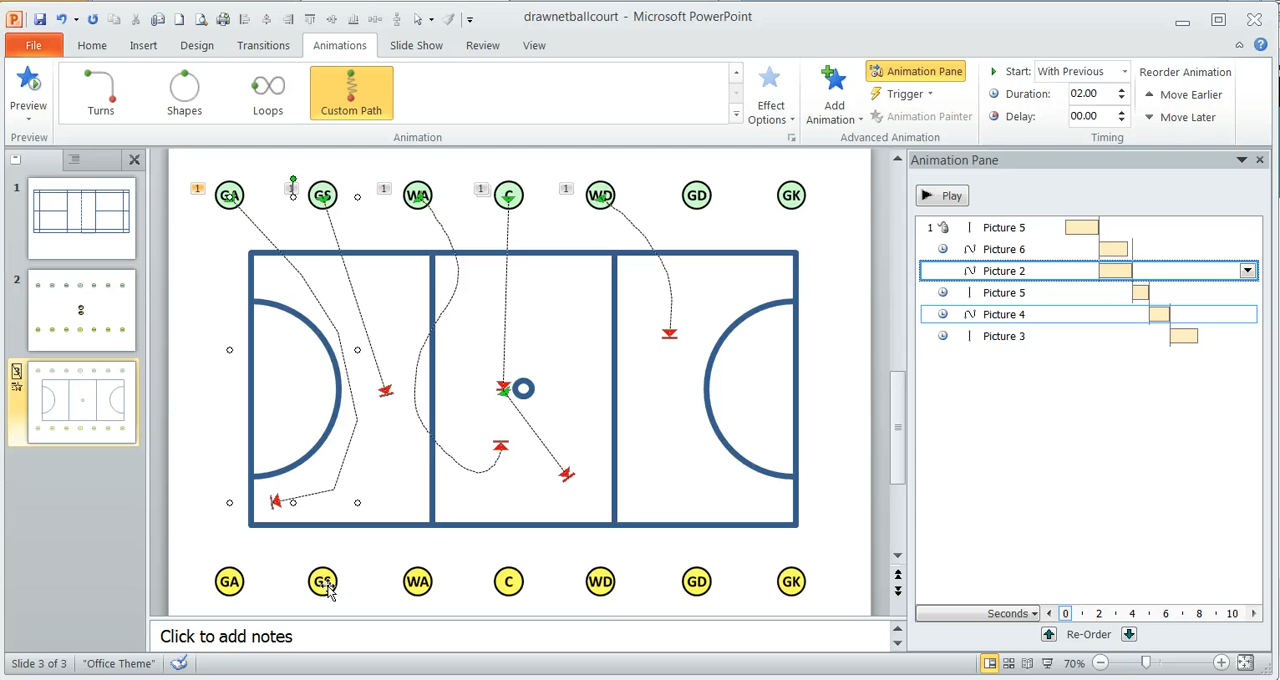 drawnetballcourt - Microsoft PowerPoint
File Home Insert Design Transitions Animations Slide Show Review View
Preview
Turns Shapes Loops Custom Path
Effect Options
Add Animation
Animation Pane
Trigger
Animation Painter
Start: With Previous
Duration: 02.00
Delay: 00.00
Reorder Animation
Move Earlier
Move Later
Preview Animation Advanced Animation Timing
1
2
3
1 GA 1 GS 1 WA 1 C 1 WD GD GK
GA GS WA C WD GD GK
Click to add notes
Animation Pane
Play
1 Picture 5
Picture 6
Picture 2
Picture 5
Picture 4
Picture 3
Seconds 0 2 4 6 8 10
Re-Order
Slide 3 of 3 "Office Theme" 70%